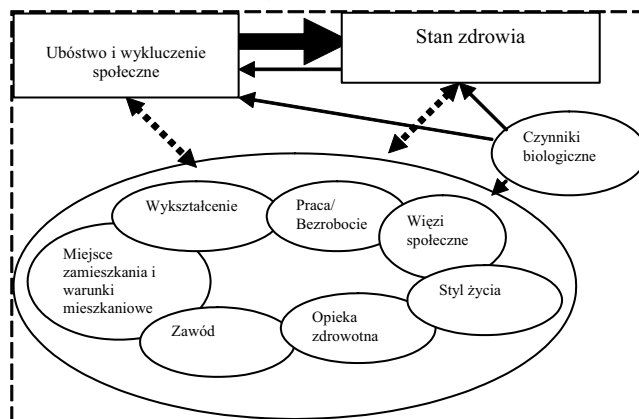 Ubóstwo i wykluczenie
społeczne
Stan zdrowia
Czynniki
biologiczne
Wykształcenie
Praca/
Bezrobocie
Więzi
społeczne
Miejsce
zamieszkania i
warunki
mieszkaniowe
Styl życia
Zawód
Opieka
zdrowotna